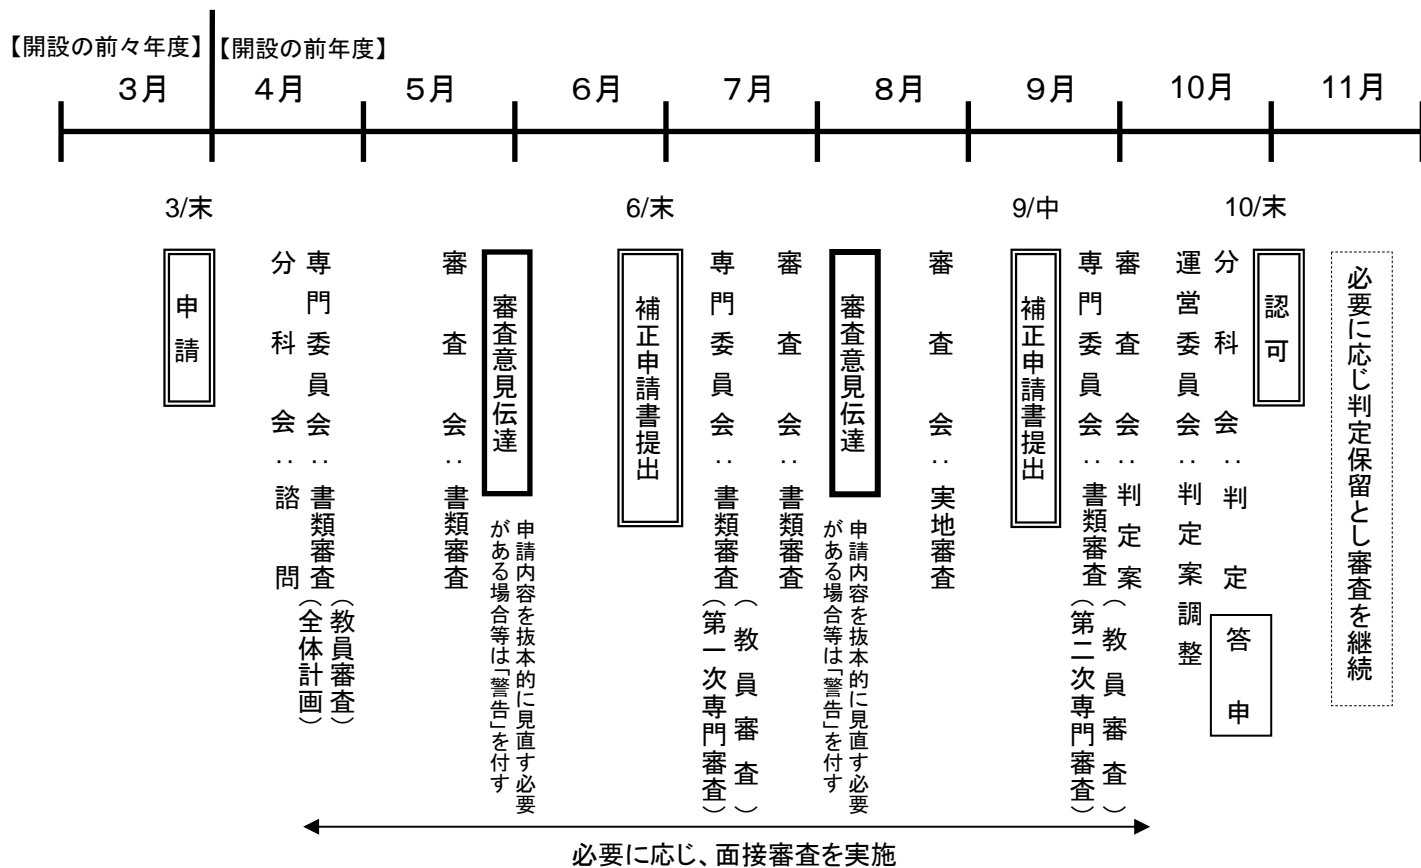 【開設の前々年度】
【開設の前年度】
3月
4月
5月
6月
7月
8月
9月
10月
11月
3/末
6/末
9/中
10/末
申請
分科会：諮問
専門委員会：書類審査
（教員審査）
（全体計画）
審査会：書類審査
審査意見伝達
申請内容を抜本的に見直す必要
がある場合等は「警告」を付す
補正申請書提出
専門委員会：書類審査
（教員審査）
（第一次専門審査）
審査会：書類審査
審査意見伝達
申請内容を抜本的に見直す必要
がある場合等は「警告」を付す
審査会：実地審査
補正申請書提出
専門委員会：書類審査
（教員審査）
（第二次専門審査）
審査会：判定案
運営委員会：判定案調整
分科会：判定
答申
認可
必要に応じ判定保留とし審査を継続
必要に応じ、面接審査を実施